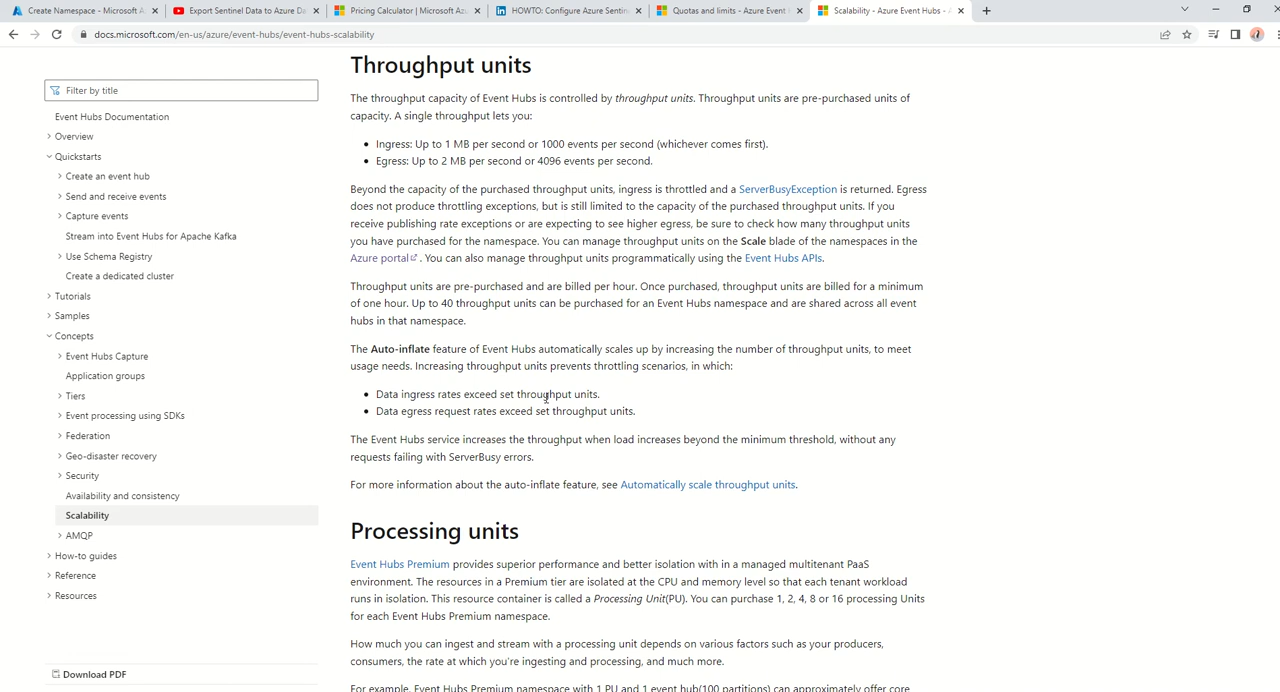 Create Namespace - Microsoft A
Export Sentinel Data to Azure Da
Pricing Calculator | Microsoft Azu
HOWTO: Configure Azure Sentin
Quotas and limits - Azure Event
Scalability - Azure Event Hubs - A
docs.microsoft.com/en-us/azure/event-hubs/event-hubs-scalability
Filter by title
Event Hubs Documentation
Overview
Quickstarts
Create an event hub
Send and receive events
Capture events
Stream into Event Hubs for Apache Kafka
Use Schema Registry
Create a dedicated cluster
Tutorials
Samples
Concepts
Event Hubs Capture
Application groups
Tiers
Event processing using SDKs
Federation
Geo-disaster recovery
Security
Availability and consistency
Scalability
AMQP
How-to guides
Reference
Resources
Download PDF
Throughput units
The throughput capacity of Event Hubs is controlled by throughput units. Throughput units are pre-purchased units of
capacity. A single throughput lets you:
• Ingress: Up to 1 MB per second or 1000 events per second (whichever comes first).
• Egress: Up to 2 MB per second or 4096 events per second.
Beyond the capacity of the purchased throughput units, ingress is throttled and a ServerBusyException is returned. Egress
does not produce throttling exceptions, but is still limited to the capacity of the purchased throughput units. If you
receive publishing rate exceptions or are expecting to see higher egress, be sure to check how many throughput units
you have purchased for the namespace. You can manage throughput units on the Scale blade of the namespaces in the
Azure portal. You can also manage throughput units programmatically using the Event Hubs APIs.
Throughput units are pre-purchased and are billed per hour. Once purchased, throughput units are billed for a minimum
of one hour. Up to 40 throughput units can be purchased for an Event Hubs namespace and are shared across all event
hubs in that namespace.
The Auto-inflate feature of Event Hubs automatically scales up by increasing the number of throughput units, to meet
usage needs. Increasing throughput units prevents throttling scenarios, in which:
• Data ingress rates exceed set throughput units.
• Data egress request rates exceed set throughput units.
The Event Hubs service increases the throughput when load increases beyond the minimum threshold, without any
requests failing with ServerBusy errors.
For more information about the auto-inflate feature, see Automatically scale throughput units.
Processing units
Event Hubs Premium provides superior performance and better isolation with in a managed multitenant PaaS
environment. The resources in a Premium tier are isolated at the CPU and memory level so that each tenant workload
runs in isolation. This resource container is called a Processing Unit(PU). You can purchase 1, 2, 4, 8 or 16 processing Units
for each Event Hubs Premium namespace.
How much you can ingest and stream with a processing unit depends on various factors such as your producers,
consumers, the rate at which you're ingesting and processing, and much more.
For example, Event Hubs Premium namespace with 1 PU and 1 event hub(100 partitions) can approximately offer core